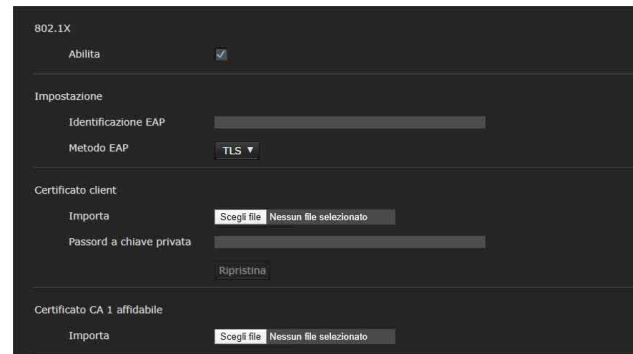 802.1X
Abilita
Impostazione
Identificazione EAP
Metodo EAP TLS
Certificato client
Importa Scegli file Nessun file selezionato
Passord a chiave privata
Ripristina
Certificato CA 1 affidabile
Importa Scegli file Nessun file selezionato